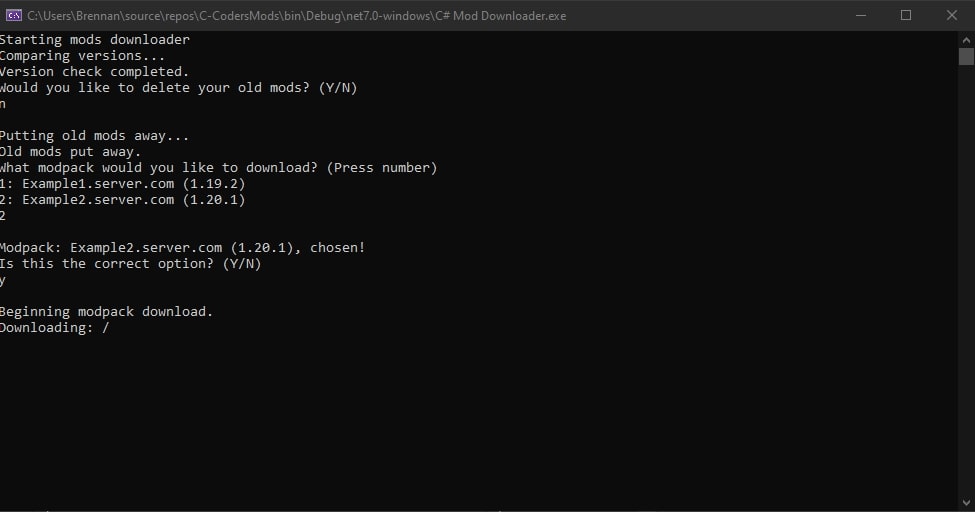 C:\Users\Brennan\source\repos\C-CodersMods\bin\Debug\net7.0-windows\C# Mod Downloader.exe
Starting mods downloader
Comparing versions...
Version check completed.
Would you like to delete your old mods? (Y/N)
n
Putting old mods away...
Old mods put away.
What modpack would you like to download? (Press number)
1: Example1.server.com (1.19.2)
2: Example2.server.com (1.20.1)
2
Modpack: Example2.server.com (1.20.1), chosen!
Is this the correct option? (Y/N)
y
Beginning modpack download.
Downloading: /